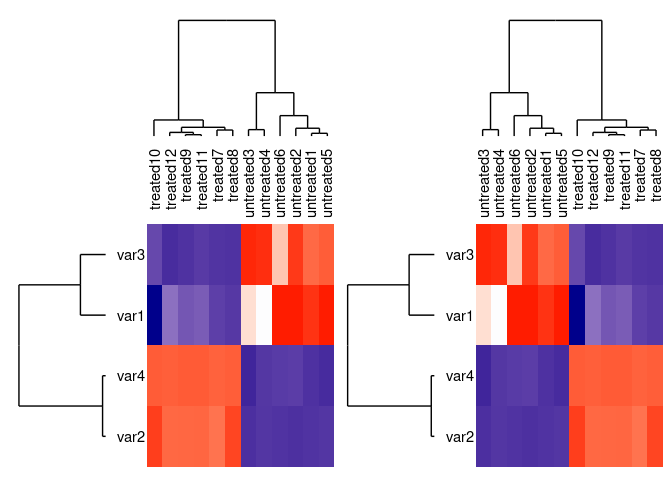 treated10
treated12
treated9
treated11
treated7
treated8
untreated3
untreated4
untreated6
untreated2
untreated1
untreated5
var3
var1
var4
var2
untreated3
untreated4
untreated6
untreated2
untreated1
untreated5
treated10
treated12
treated9
treated11
treated7
treated8
var3
var1
var4
var2